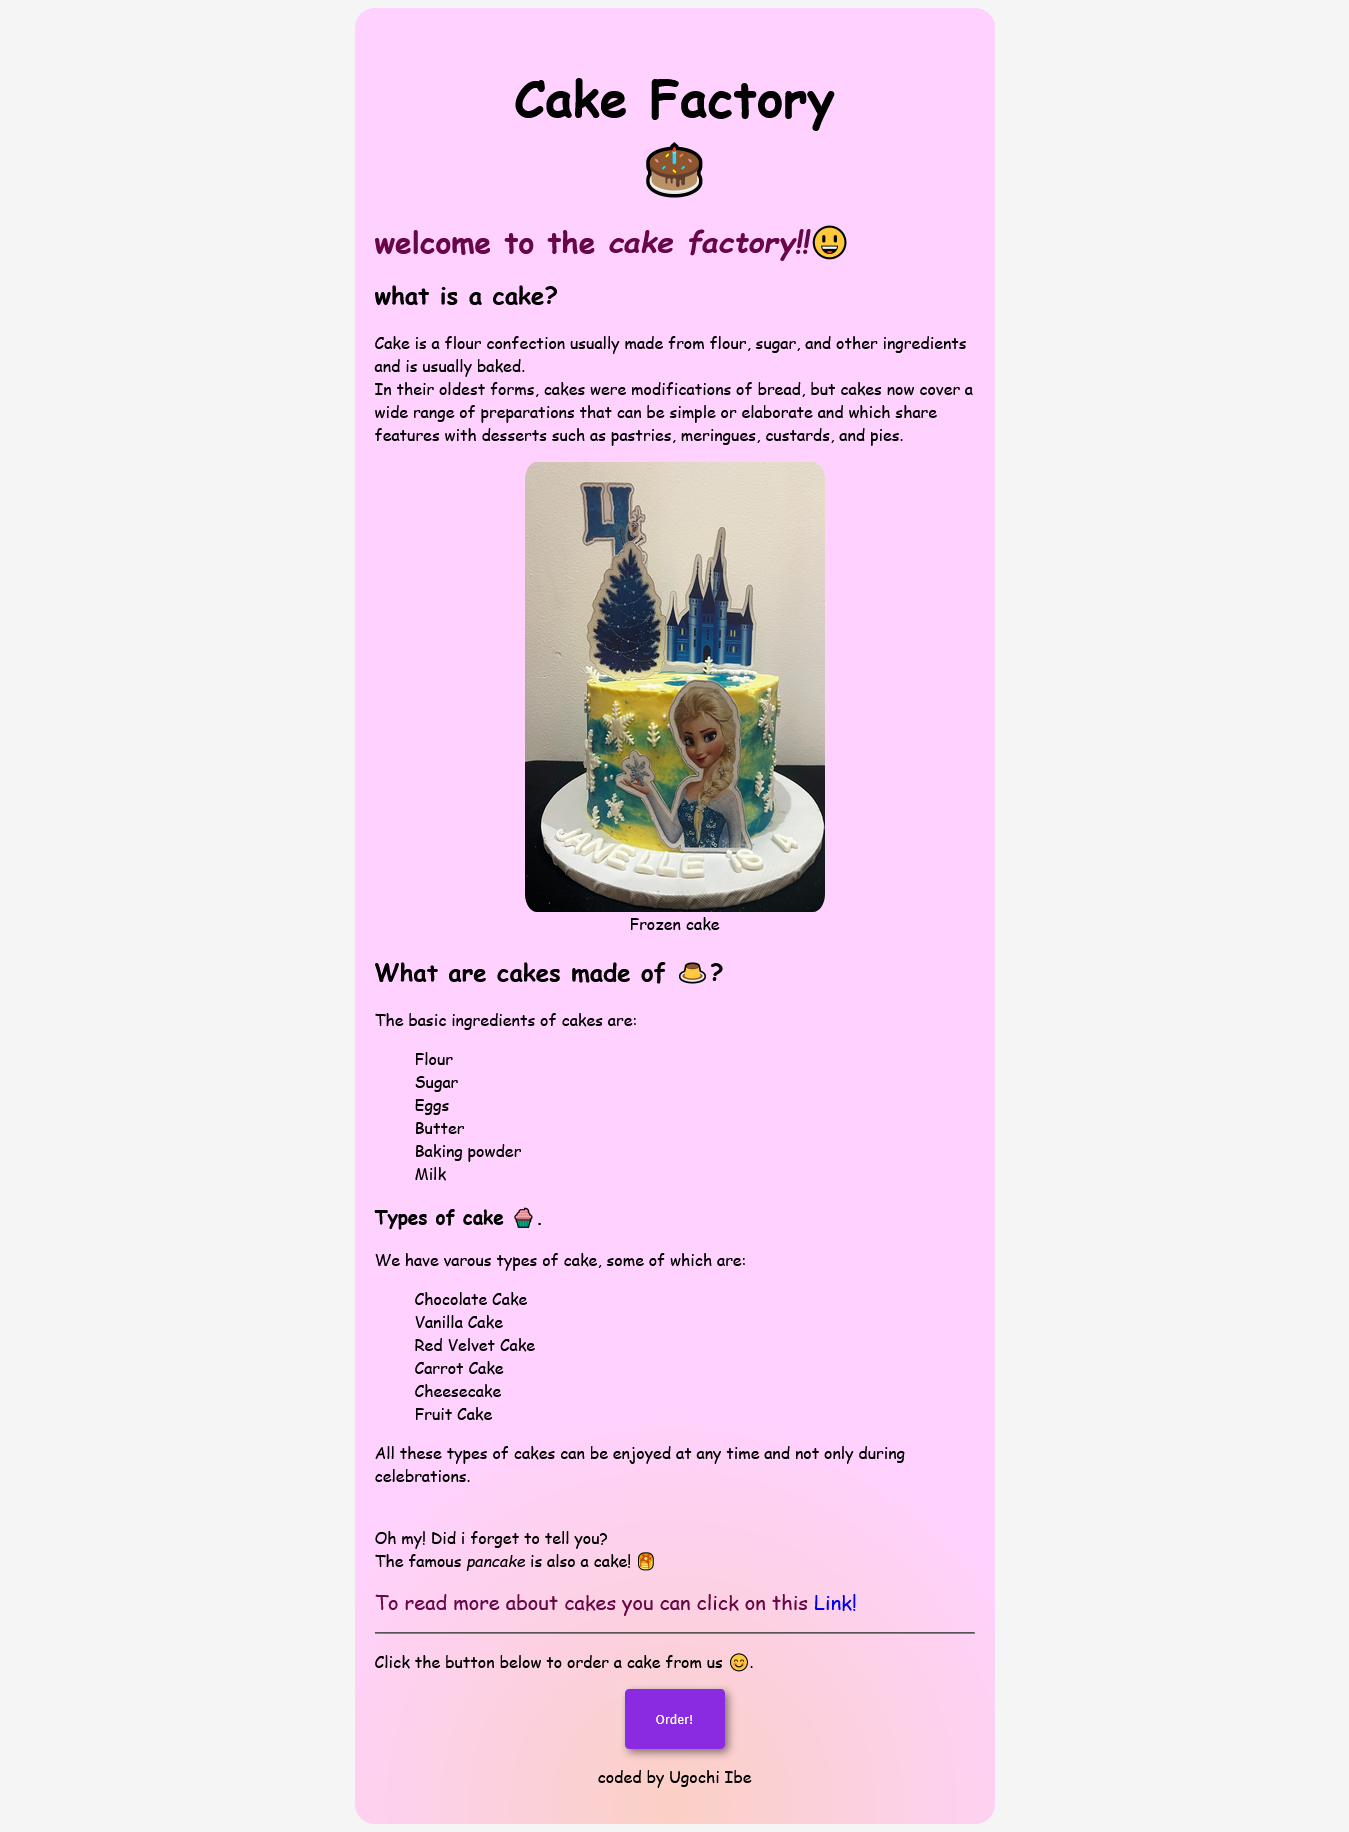 Cake Factory
🎂
welcome to the cake factory!!😃
what is a cake?
Cake is a flour confection usually made from flour, sugar, and other ingredients
and is usually baked.
In their oldest forms, cakes were modifications of bread, but cakes now cover a
wide range of preparations that can be simple or elaborate and which share
features with desserts such as pastries, meringues, custards, and pies.
4
JANELLE is 4
Frozen cake
What are cakes made of 🍮?
The basic ingredients of cakes are:
Flour
Sugar
Eggs
Butter
Baking powder
Milk
Types of cake 🧁.
We have varous types of cake, some of which are:
Chocolate Cake
Vanilla Cake
Red Velvet Cake
Carrot Cake
Cheesecake
Fruit Cake
All these types of cakes can be enjoyed at any time and not only during
celebrations.
Oh my! Did i forget to tell you?
The famous pancake is also a cake! 🥞
To read more about cakes you can click on this Link!
Click the button below to order a cake from us 😊.
Order!
coded by Ugochi Ibe